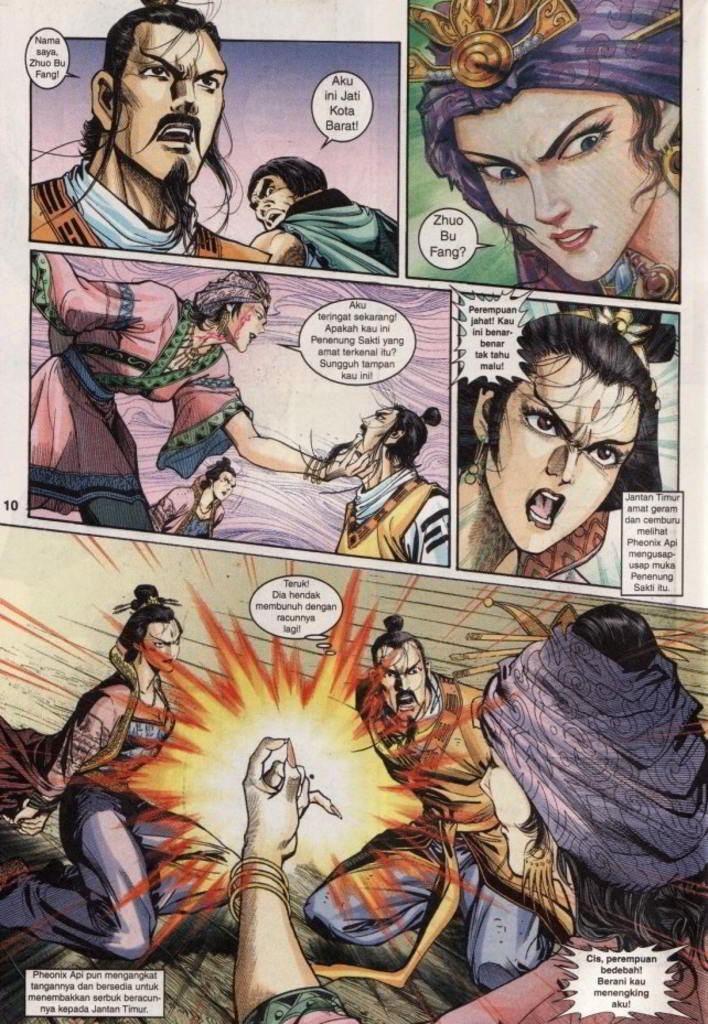 Nama
saya,
Zhuo Bu
Fang!
Aku
ini Jati
Kota
Barat!
Zhuo
Bu
Fang?
Aku
teringat sekarang!
Apakah kau ini
Penenung Sakti yang
amat terkenal itu?
Sungguh tampan
kau ini!
Perempuan
jahat! Kau
ini benar-
benar
tak tahu
malu!
Jantan Timur
amat geram
dan cemburu
melihat
Pheonix Api
mengusap-
usap muka
Penenung
Sakti itu.
10
Teruk!
Dia hendak
membunuh dengan
racunnya
lagi!
Pheonix Api pun mengangkat
tangannya dan bersedia untuk
menembakkan serbuk beracun-
nya kepada Jantan Timur.
Cis, perempuan
bedebah!
Berani kau
menengking
aku!